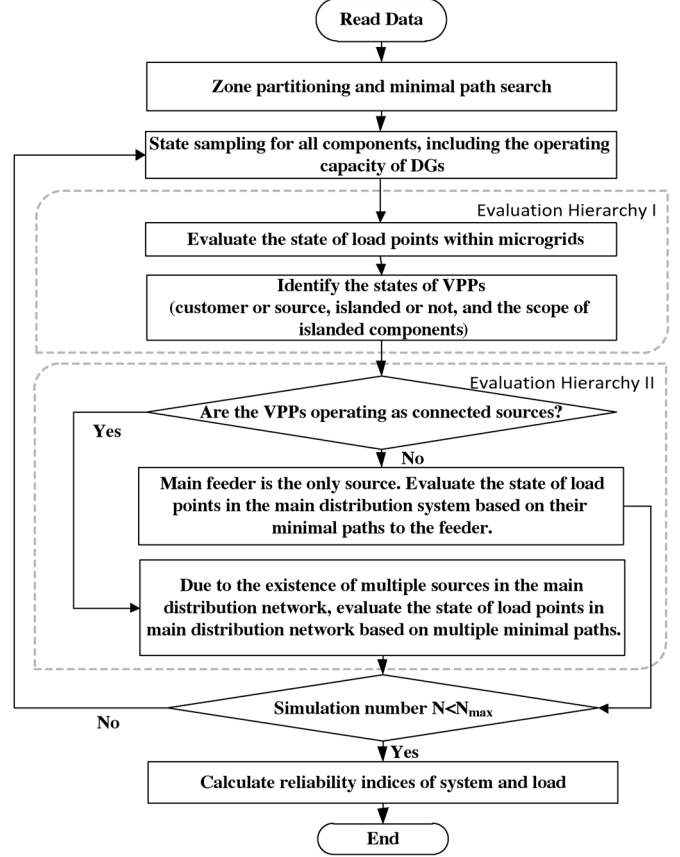 Read Data
Zone partitioning and minimal path search
State sampling for all components, including the operating
capacity of DGs
Evaluation Hierarchy I
Evaluate the state of load points within microgrids
Identify the states of VPPs
(customer or source, islanded or not, and the scope of
islanded components)
Evaluation Hierarchy II
Are the VPPs operating as connected sources?
Yes
No
Main feeder is the only source. Evaluate the state of load
points in the main distribution system based on their
minimal paths to the feeder.
Due to the existence of multiple sources in the main
distribution network, evaluate the state of load points in
main distribution network based on multiple minimal paths.
Simulation number N<Nmax
No
Yes
Calculate reliability indices of system and load
End